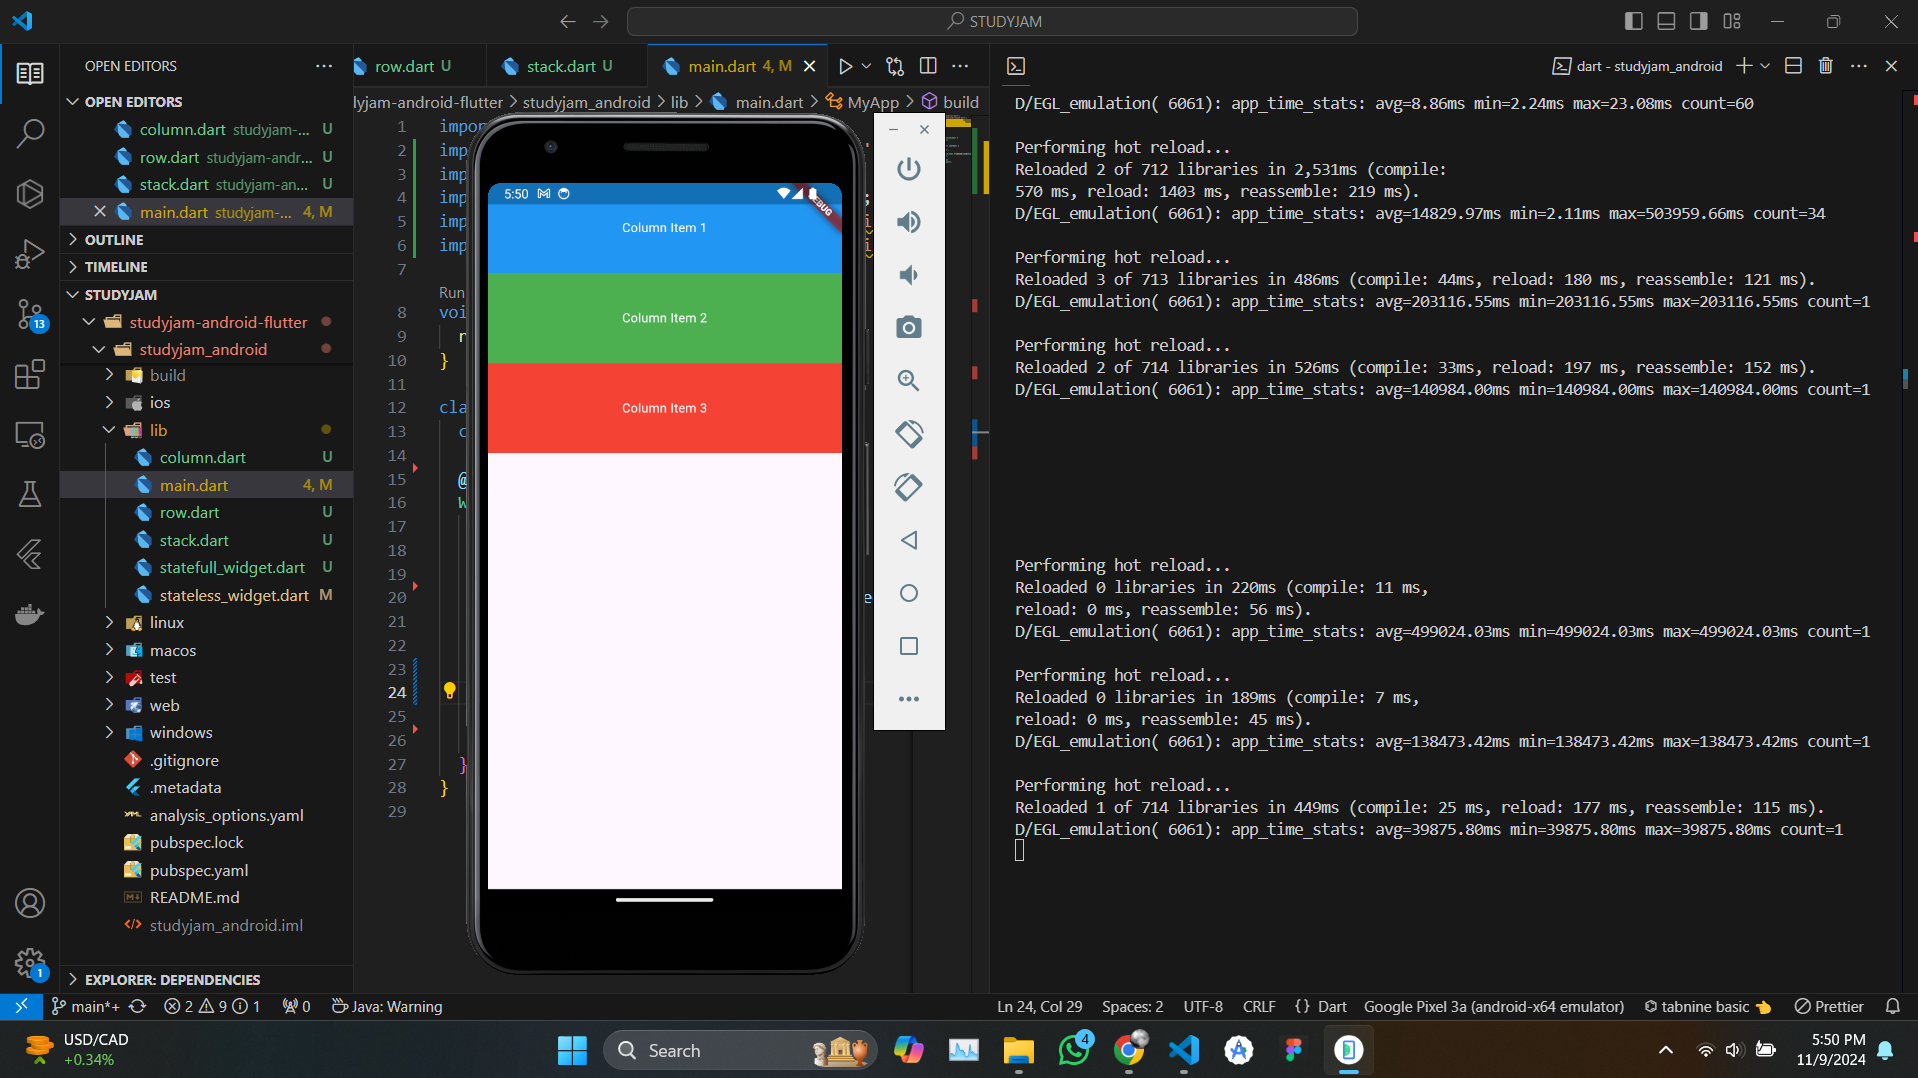 STUDYJAM
OPEN EDITORS
row.dart U
stack.dart U
main.dart 4, M
dart - studyjam_android
OPEN EDITORS
column.dart studyjam-... U
row.dart studyjam-andr... U
stack.dart studyjam-an... U
main.dart studyjam-... 4, M
OUTLINE
TIMELINE
STUDYJAM
studyjam-android-flutter
studyjam_android
build
ios
lib
column.dart U
main.dart 4, M
row.dart U
stack.dart U
statefull_widget.dart U
stateless_widget.dart M
linux
macos
test
web
windows
.gitignore
.metadata
analysis_options.yaml
pubspec.lock
pubspec.yaml
README.md
studyjam_android.iml
EXPLORER: DEPENDENCIES
13
1
lyjam-android-flutter > studyjam_android > lib > main.dart > MyApp > build
1 impor
2 imp
3 imp
4 imp ;
5 imp i
6 imp i
7
Run
8 voi
9 r
10 }
11
12 cla
13 c
14
15 @
16 W
17
18
19
20 e
21
22
23
24
25
26
27 }
28 }
29
5:50
DEBUG
Column Item 1
Column Item 2
Column Item 3
D/EGL_emulation( 6061): app_time_stats: avg=8.86ms min=2.24ms max=23.08ms count=60
Performing hot reload...
Reloaded 2 of 712 libraries in 2,531ms (compile:
570 ms, reload: 1403 ms, reassemble: 219 ms).
D/EGL_emulation( 6061): app_time_stats: avg=14829.97ms min=2.11ms max=503959.66ms count=34
Performing hot reload...
Reloaded 3 of 713 libraries in 486ms (compile: 44ms, reload: 180 ms, reassemble: 121 ms).
D/EGL_emulation( 6061): app_time_stats: avg=203116.55ms min=203116.55ms max=203116.55ms count=1
Performing hot reload...
Reloaded 2 of 714 libraries in 526ms (compile: 33ms, reload: 197 ms, reassemble: 152 ms).
D/EGL_emulation( 6061): app_time_stats: avg=140984.00ms min=140984.00ms max=140984.00ms count=1
Performing hot reload...
Reloaded 0 libraries in 220ms (compile: 11 ms,
reload: 0 ms, reassemble: 56 ms).
D/EGL_emulation( 6061): app_time_stats: avg=499024.03ms min=499024.03ms max=499024.03ms count=1
Performing hot reload...
Reloaded 0 libraries in 189ms (compile: 7 ms,
reload: 0 ms, reassemble: 45 ms).
D/EGL_emulation( 6061): app_time_stats: avg=138473.42ms min=138473.42ms max=138473.42ms count=1
Performing hot reload...
Reloaded 1 of 714 libraries in 449ms (compile: 25 ms, reload: 177 ms, reassemble: 115 ms).
D/EGL_emulation( 6061): app_time_stats: avg=39875.80ms min=39875.80ms max=39875.80ms count=1
main*+ 2 9 1 0 Java: Warning
Ln 24, Col 29 Spaces: 2 UTF-8 CRLF {} Dart Google Pixel 3a (android-x64 emulator) tabnine basic Prettier
USD/CAD
+0.34%
Search
4
5:50 PM
11/9/2024